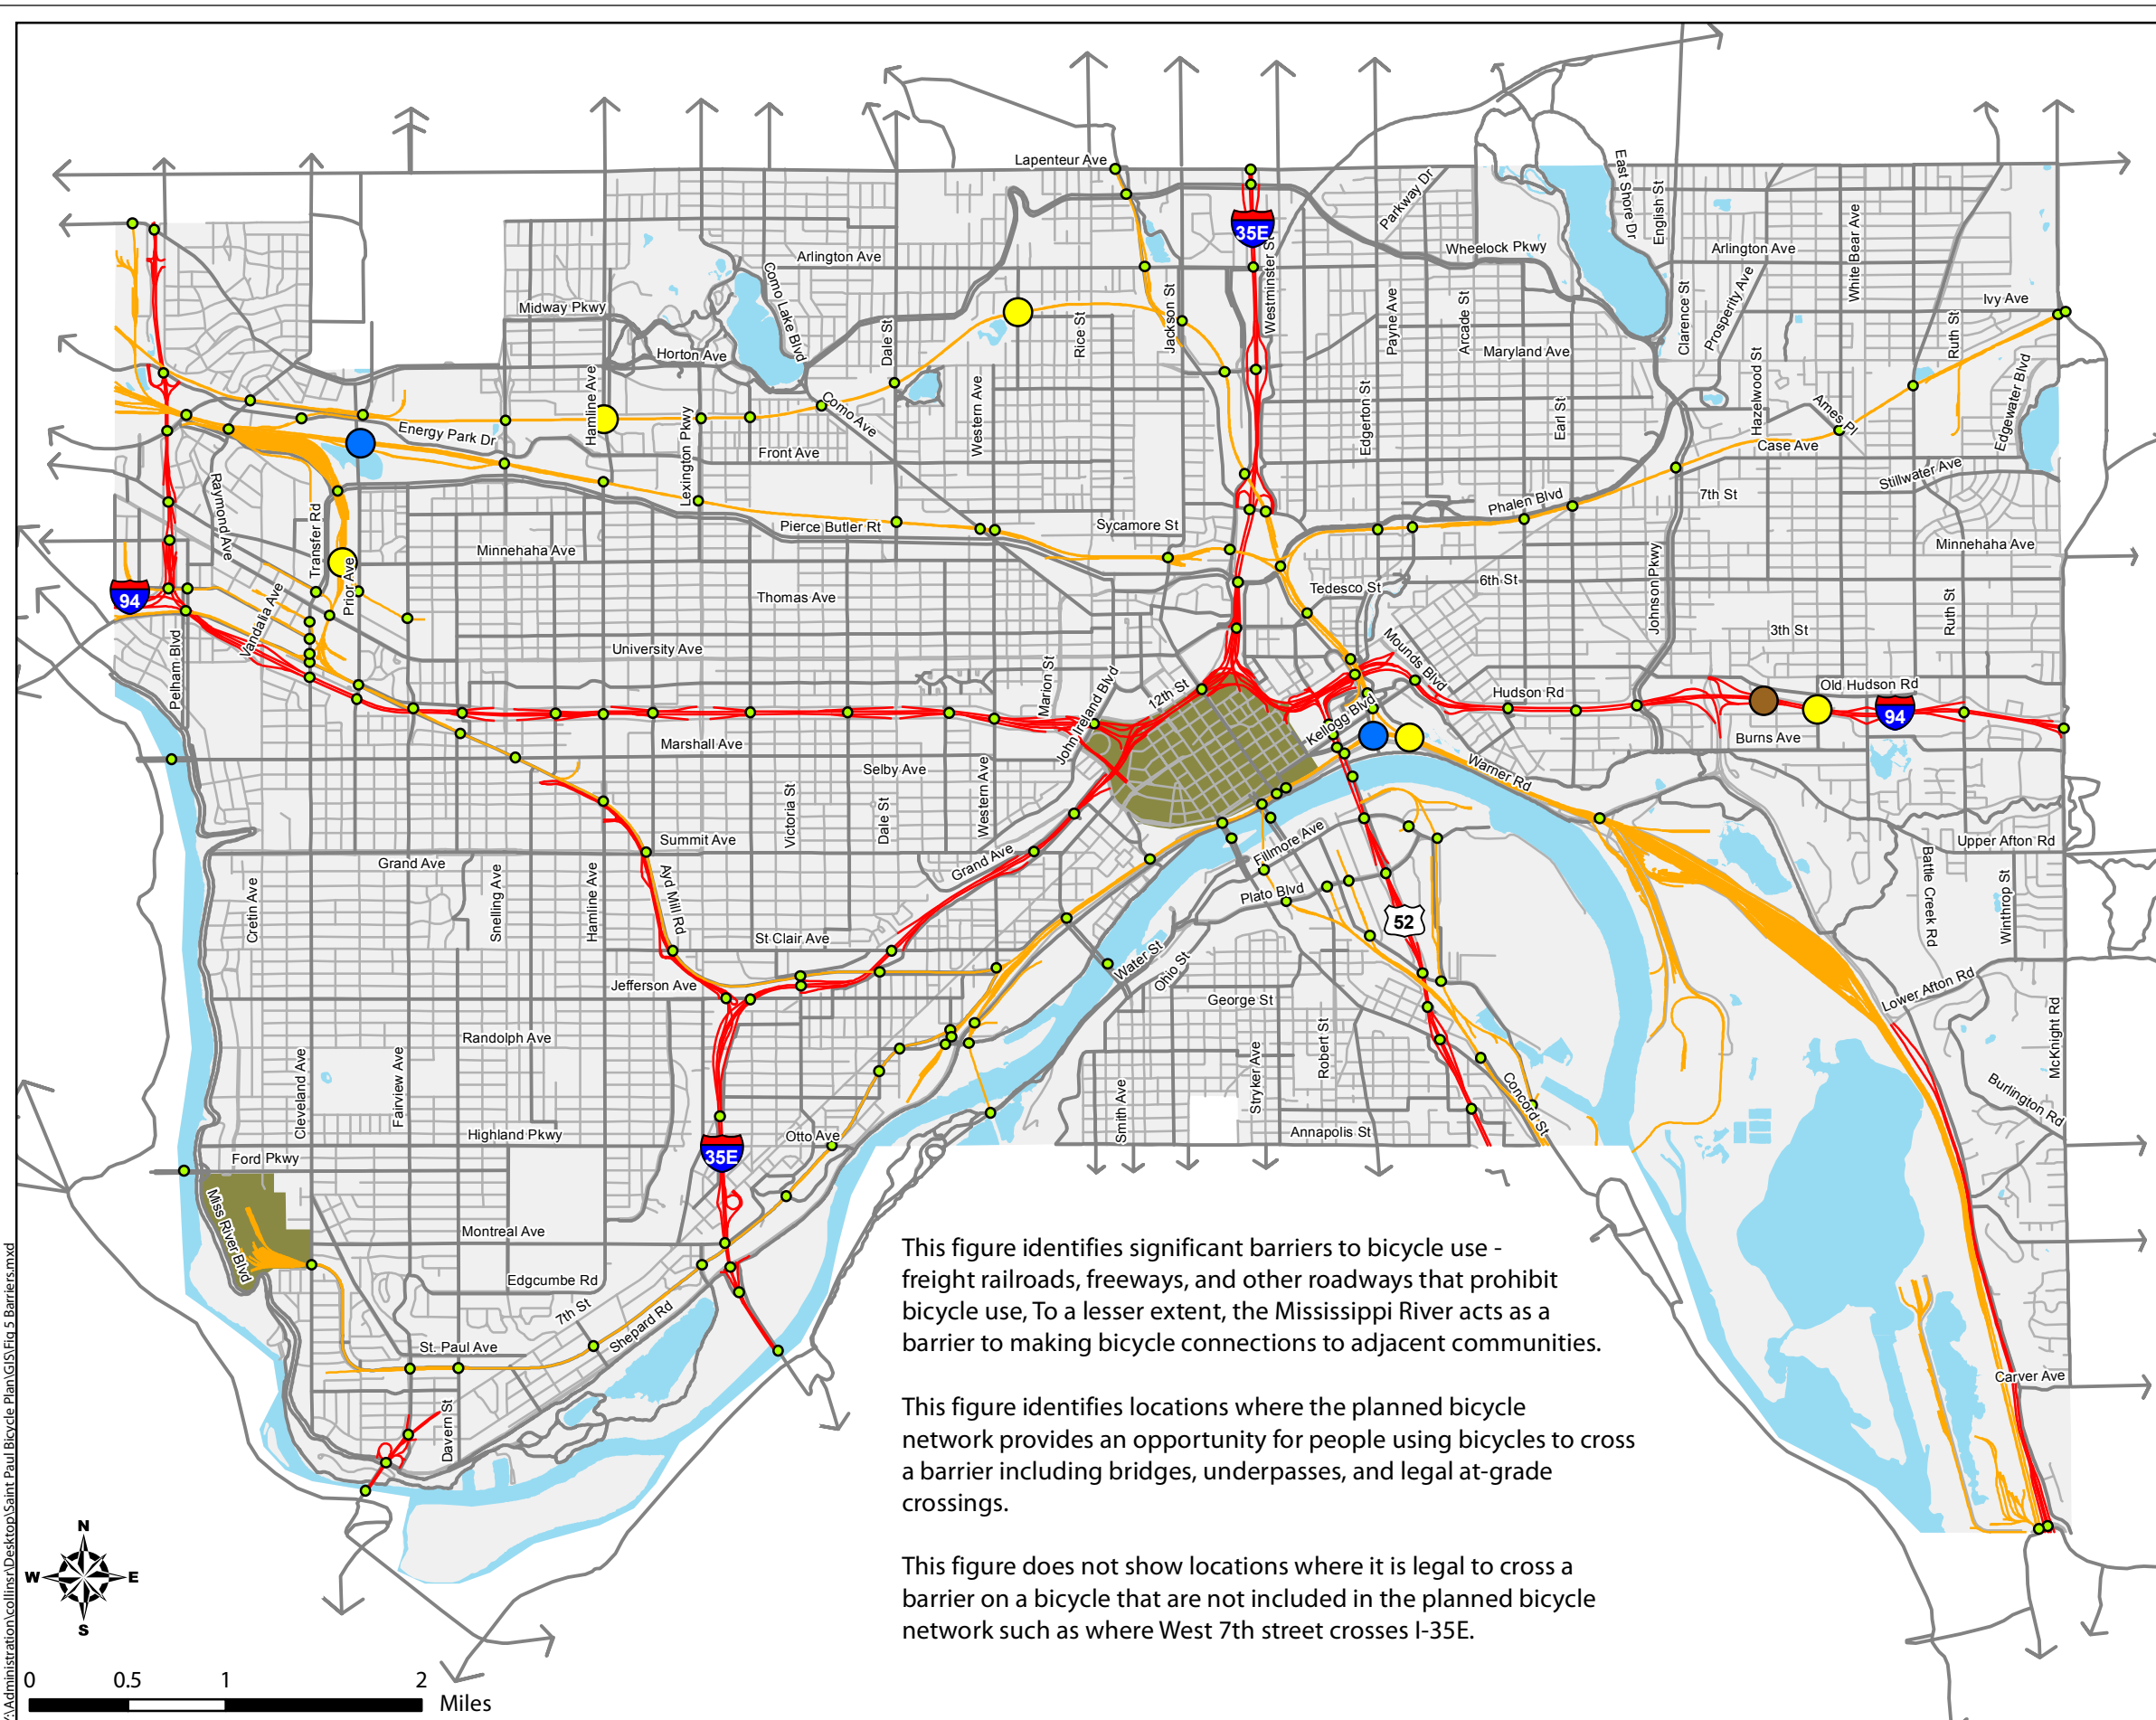 Lapenteur Ave
35E
Westminster St
Parkway Dr
East Shore Dr
English St
Wheelock Pkwy
Arlington Ave
White Bear Ave
Arlington Ave
Como Lake Blvd
Midway Pkwy
Horton Ave
Dale St
Rice St
Jackson St
Payne Ave
Arcade St
Maryland Ave
Clarence St
Prosperity Ave
Ivy Ave
Ruth St
Edgewater Blvd
Hamline Ave
Lexington Pkwy
Como Ave
Western Ave
Edgerton St
Earl St
Hazelwood St
Ames Pl
Case Ave
Energy Park Dr
Front Ave
Stillwater Ave
7th St
Phalen Blvd
Raymond Ave
Transfer Rd
Pierce Butler Rt
Sycamore St
Minnehaha Ave
Minnehaha Ave
Prior Ave
94
Thomas Ave
Tedesco St
6th St
Johnson Pkwy
Ruth St
Vandalia Ave
3th St
University Ave
Mounds Blvd
Pelham Blvd
Marion St
John Ireland Blvd
12th St
Hudson Rd
Old Hudson Rd
94
Kellogg Blvd
Burns Ave
Marshall Ave
Selby Ave
Warner Rd
Victoria St
Dale St
Western Ave
Summit Ave
Fillmore Ave
Upper Afton Rd
Grand Ave
Grand Ave
Battle Creek Rd
Winthrop St
Cretin Ave
Snelling Ave
Hamline Ave
Ayd Mill Rd
Plato Blvd
52
St Clair Ave
Water St
Ohio St
Jefferson Ave
George St
Lower Afton Rd
Randolph Ave
Robert St
McKnight Rd
Cleveland Ave
Fairview Ave
Smith Ave
Stryker Ave
Concord St
Burlington Rd
Highland Pkwy
Otto Ave
Annapolis St
35E
Ford Pkwy
Miss River Blvd
Montreal Ave
Edgcumbe Rd
7th St
Shepard Rd
St. Paul Ave
Davern St
Carver Ave
This figure identifies significant barriers to bicycle use -
freight railroads, freeways, and other roadways that prohibit
bicycle use, To a lesser extent, the Mississippi River acts as a
barrier to making bicycle connections to adjacent communities.
This figure identifies locations where the planned bicycle
network provides an opportunity for people using bicycles to cross
a barrier including bridges, underpasses, and legal at-grade
crossings.
This figure does not show locations where it is legal to cross a
barrier on a bicycle that are not included in the planned bicycle
network such as where West 7th street crosses I-35E.
N
W
E
S
0 0.5 1 2
Miles
\Administration\collinsr\Desktop\Saint Paul Bicycle Plan\GIS\Fig 5 Barriers.mxd